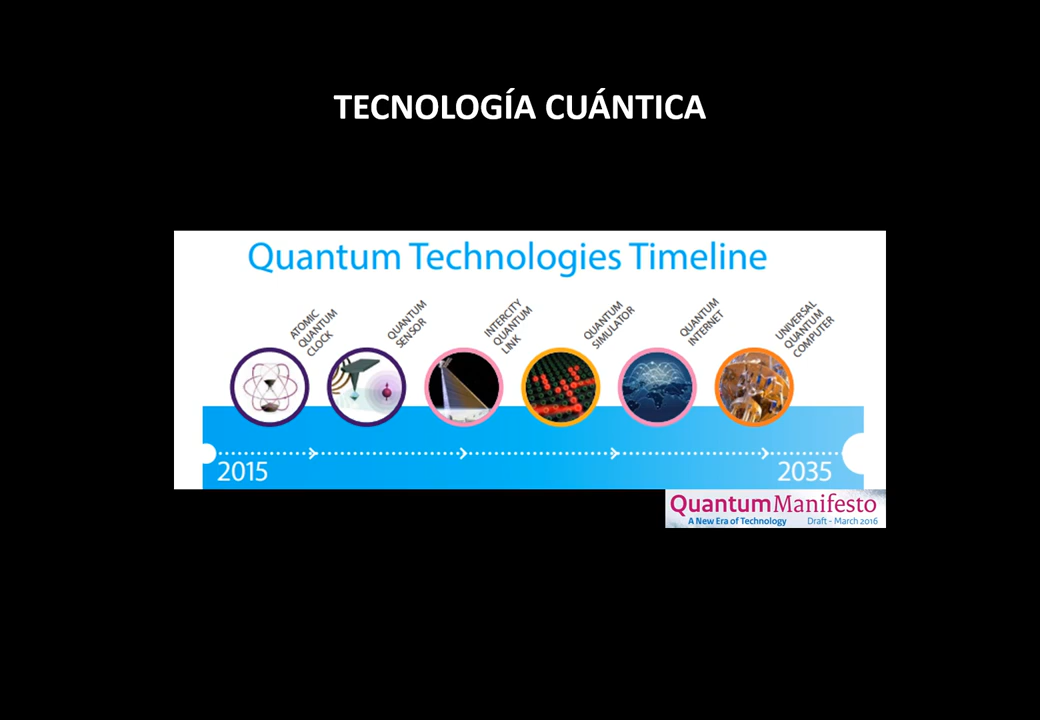 TECNOLOGÍA CUÁNTICA
Quantum Technologies Timeline
ATOMIC
QUANTUM
CLOCK
QUANTUM
SENSOR
INTERCITY
QUANTUM
LINK
QUANTUM
SIMULATOR
QUANTUM
INTERNET
UNIVERSAL
QUANTUM
COMPUTER
2015
2035
QuantumManifesto
A New Era of Technology Draft – March 2016